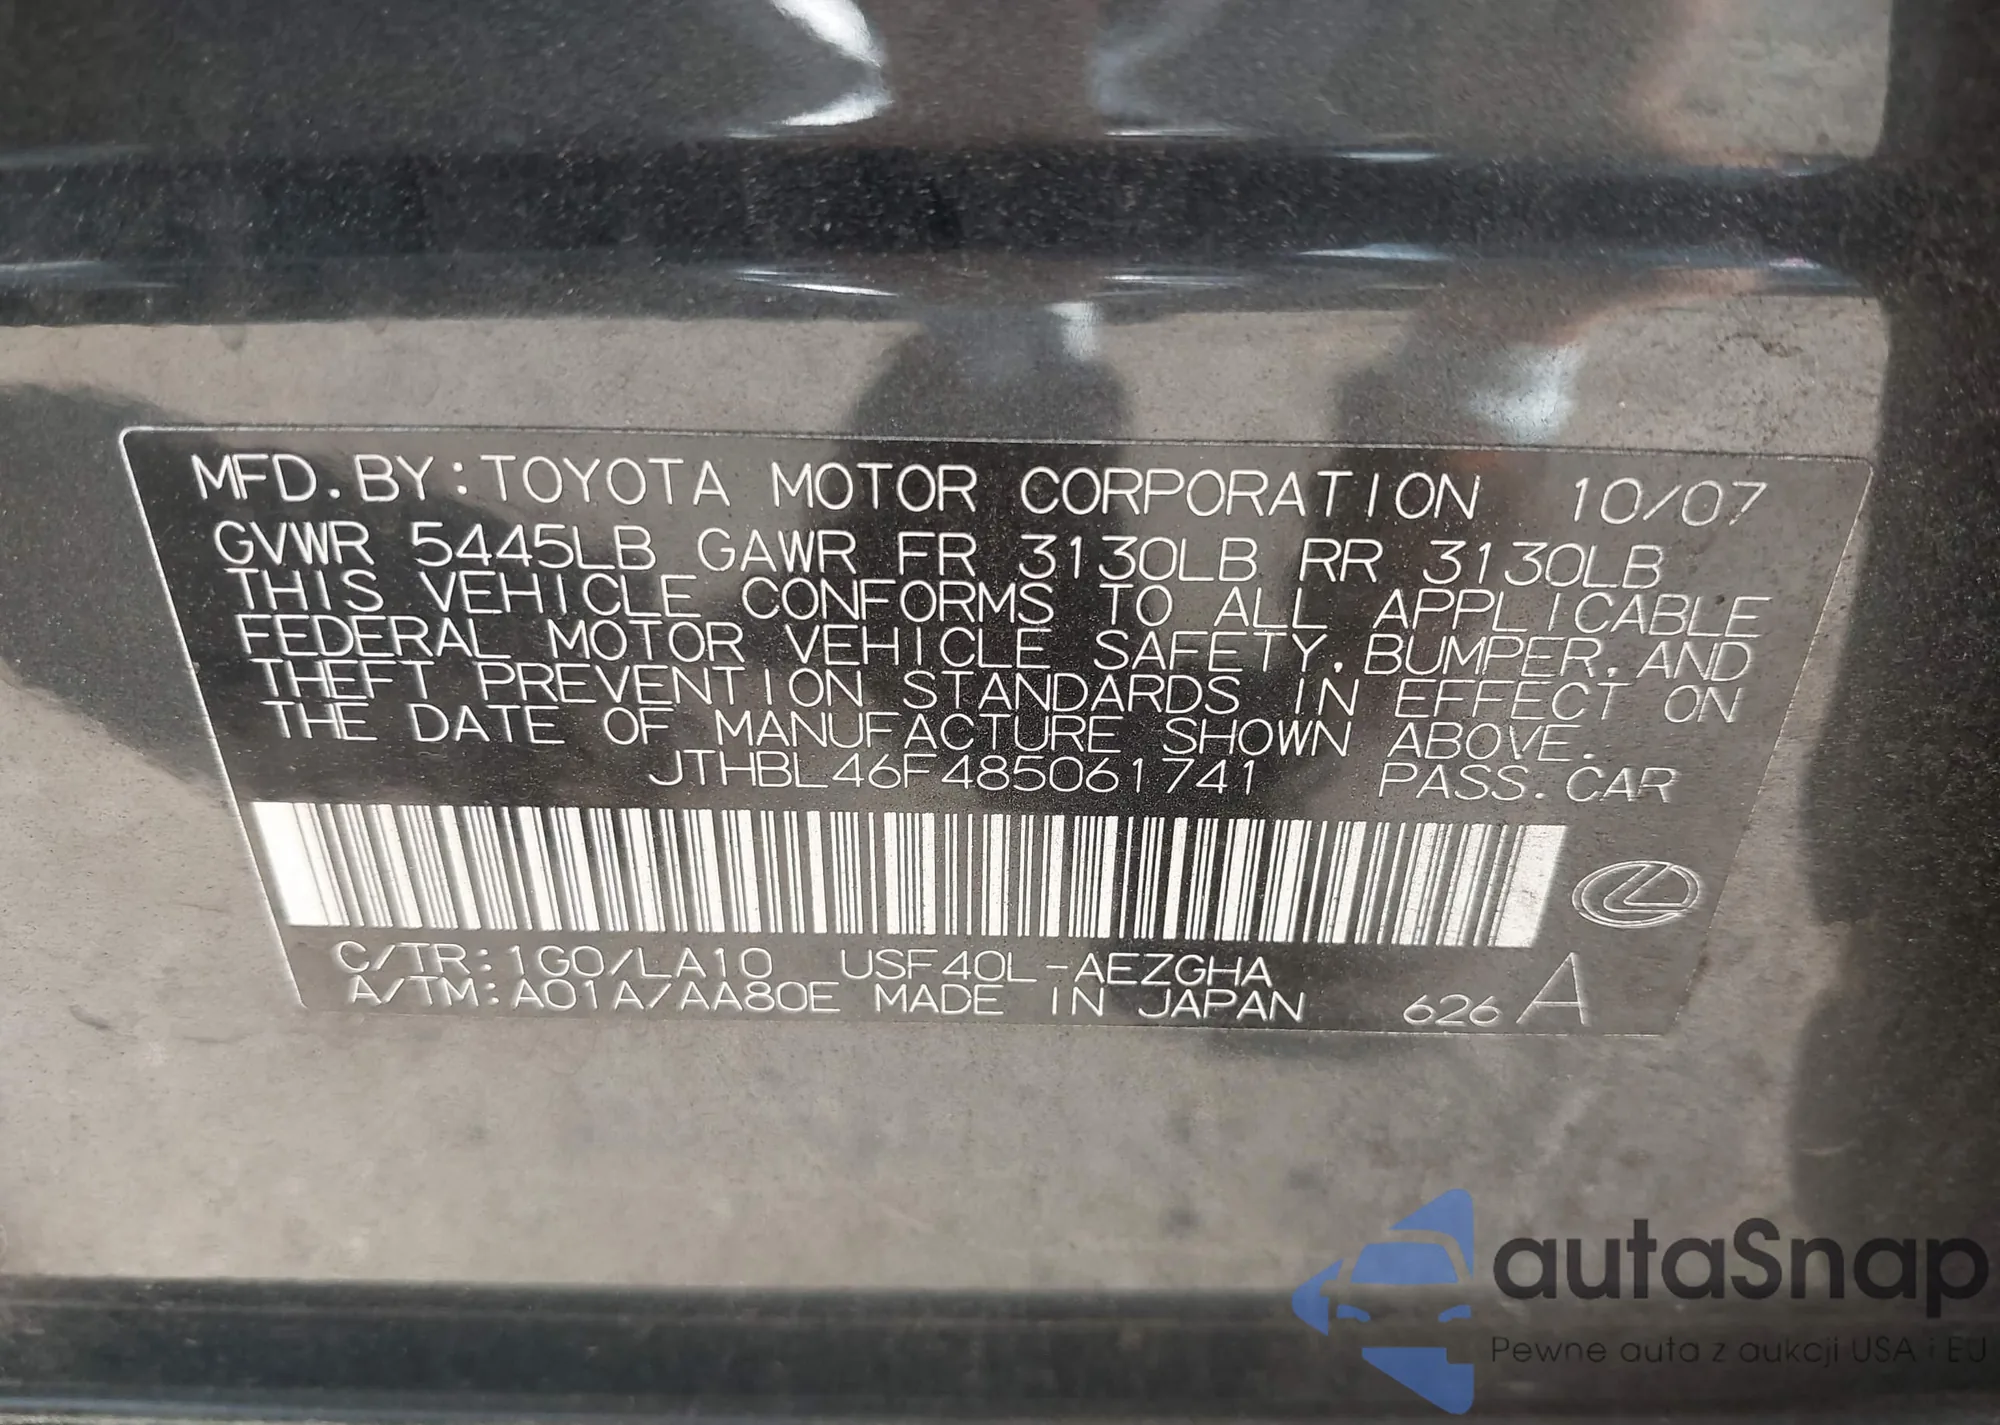 MFD.BY:TOYOTA MOTOR CORPORATION 10/07
GVWR 5445LB GAWR FR 3130LB RR 3130LB
THIS VEHICLE CONFORMS TO ALL APPLICABLE
FEDERAL MOTOR VEHICLE SAFETY,BUMPER,AND
THEFT PREVENTION STANDARDS IN EFFECT ON
THE DATE OF MANUFACTURE SHOWN ABOVE.
JTHBL46F485061741 PASS.CAR
C/TR:1G0/LA10 USF40L-AEZGHA
A/TM:A01A/AA80E MADE IN JAPAN 626 A
autaSnap
Pewne auta z aukcji USA i EU